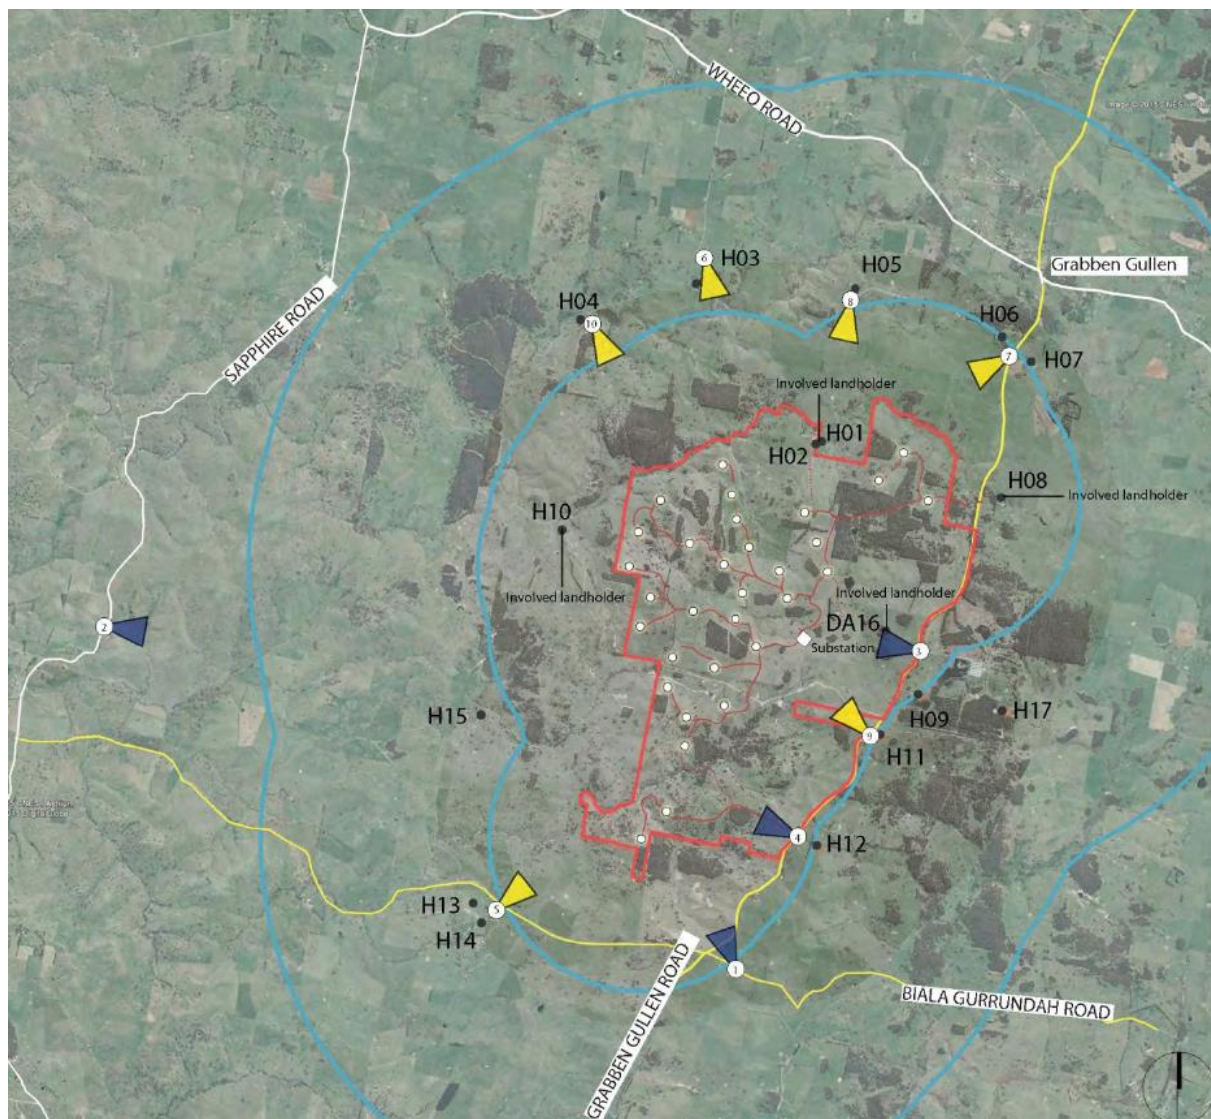 WHEEO ROAD
Grabben Gullen
6
H03
H05
8
H04
10
H06
7
H07
SAPPHIRE ROAD
Involved landholder
H01
H02
H08
Involved landholder
H10
Involved landholder
Involved landholder
DA16
2
3
Substation
H09
H17
H15
9
H11
4
H12
H13
5
H14
1
GRABBEN GULLEN ROAD
BIALA GURRUNDAH ROAD